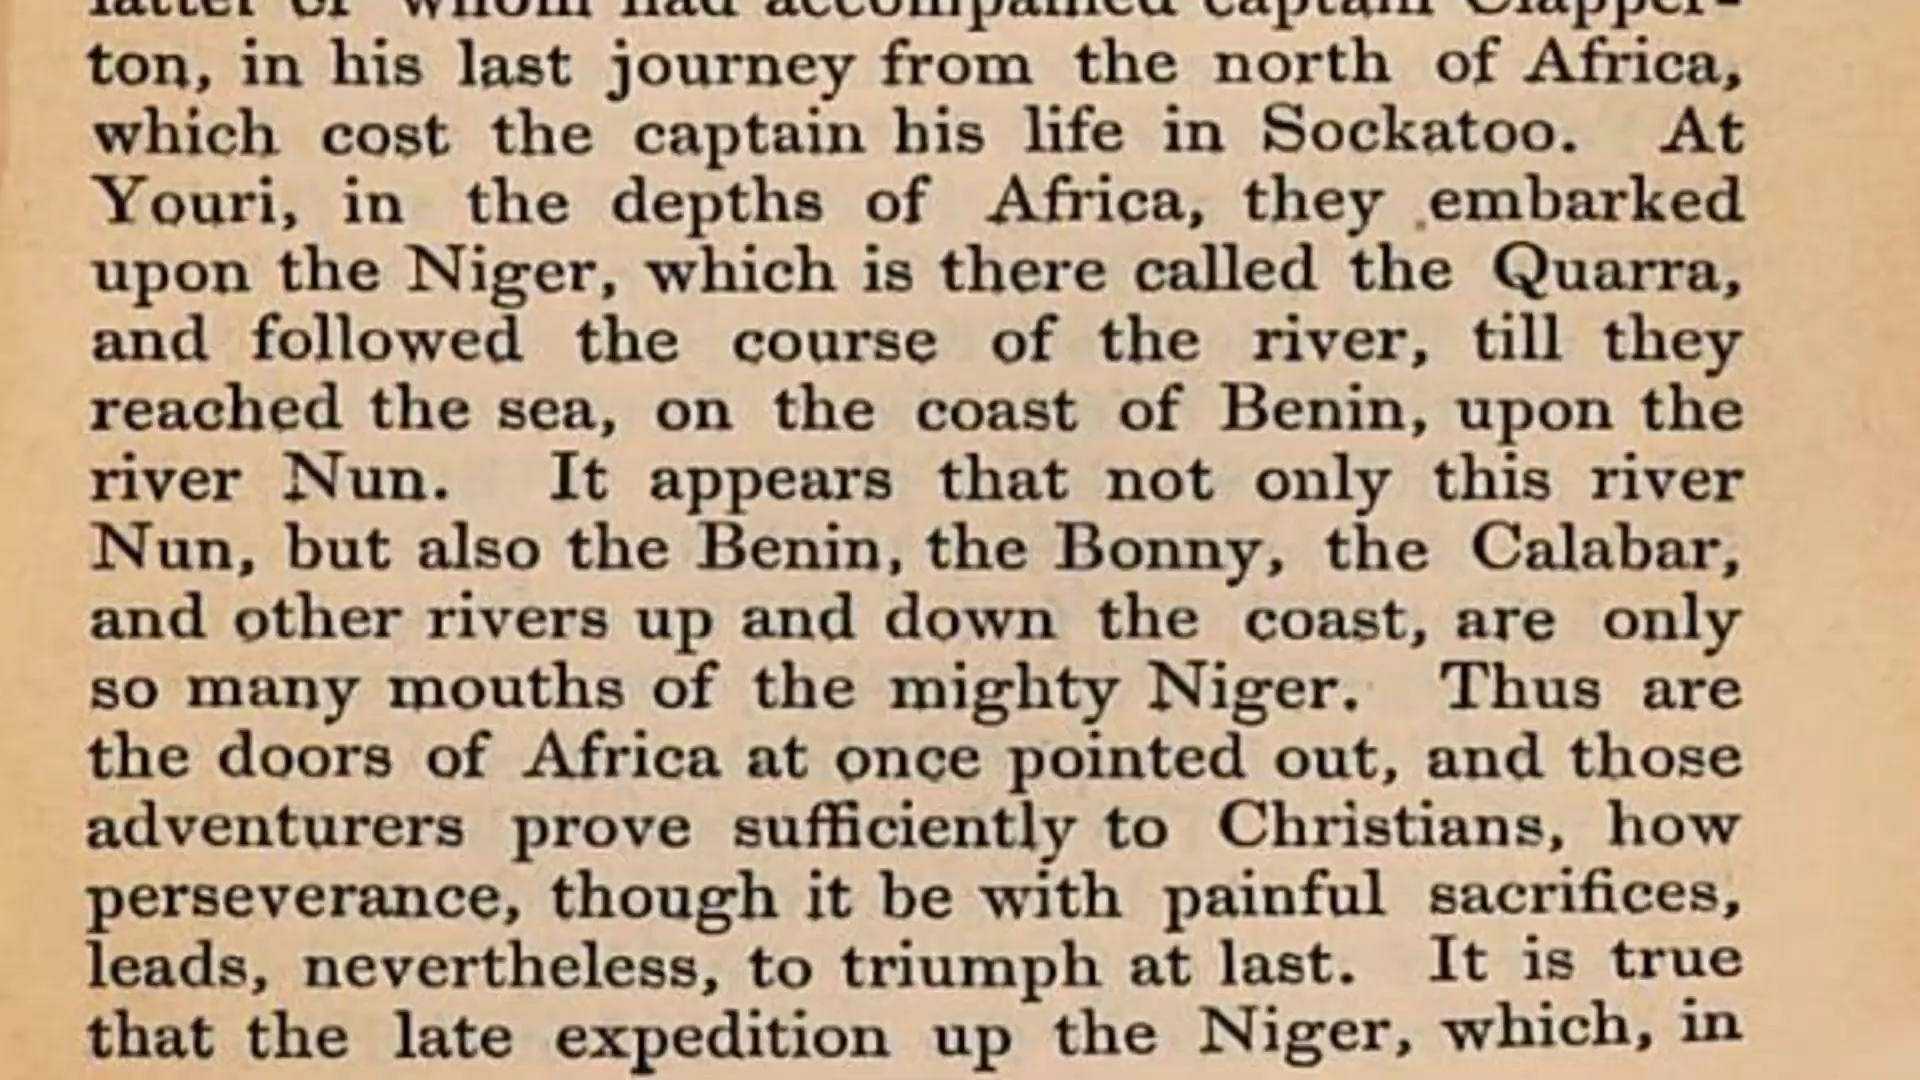 latter of whom had accompanied captain Clapper-
ton, in his last journey from the north of Africa,
which cost the captain his life in Sockatoo. At
Youri, in the depths of Africa, they embarked
upon the Niger, which is there called the Quarra,
and followed the course of the river, till they
reached the sea, on the coast of Benin, upon the
river Nun. It appears that not only this river
Nun, but also the Benin, the Bonny, the Calabar,
and other rivers up and down the coast, are only
so many mouths of the mighty Niger. Thus are
the doors of Africa at once pointed out, and those
adventurers prove sufficiently to Christians, how
perseverance, though it be with painful sacrifices,
leads, nevertheless, to triumph at last. It is true
that the late expedition up the Niger, which, in